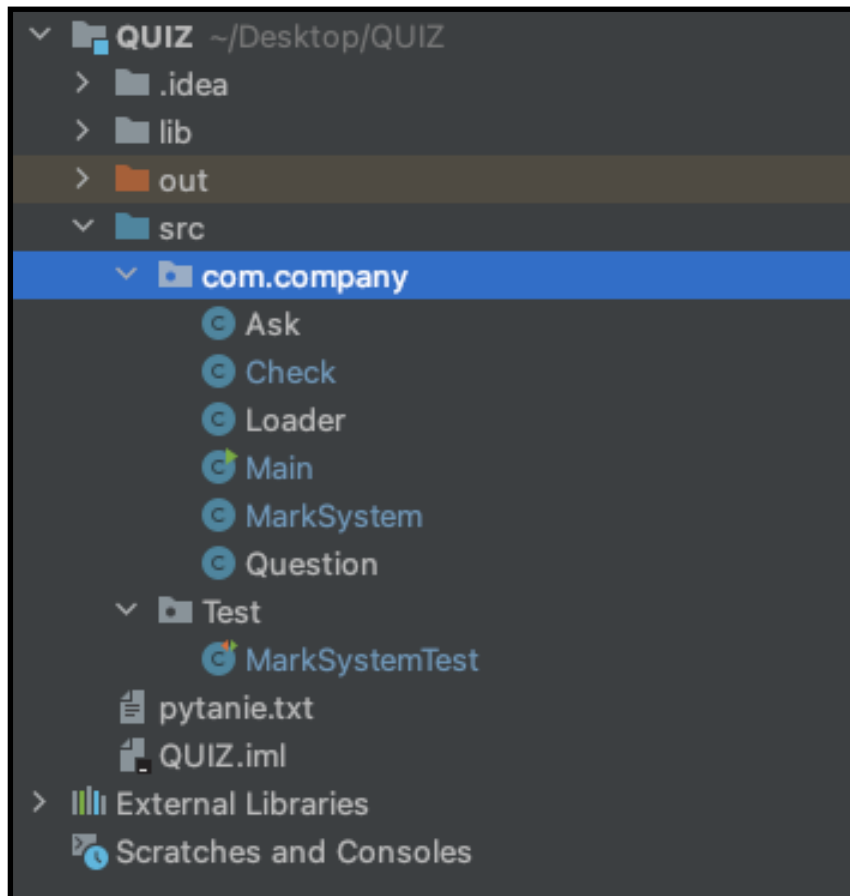 QUIZ ~/Desktop/QUIZ
.idea
lib
out
src
com.company
Ask
Check
Loader
Main
MarkSystem
Question
Test
MarkSystemTest
pytanie.txt
QUIZ.iml
External Libraries
Scratches and Consoles